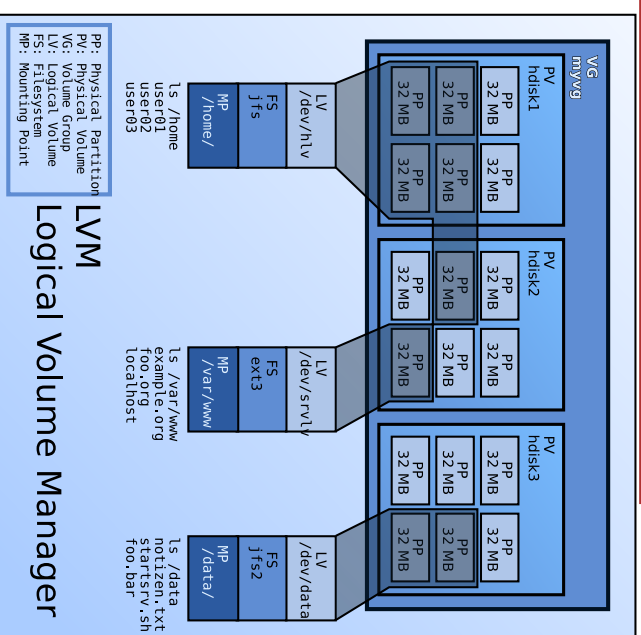 VG
myvg
PV
hdisk1
PP
32 MB
PP
32 MB
PP
32 MB
PP
32 MB
PP
32 MB
PP
32 MB
PV
hdisk2
PP
32 MB
PP
32 MB
PP
32 MB
PP
32 MB
PP
32 MB
PP
32 MB
PV
hdisk3
PP
32 MB
PP
32 MB
PP
32 MB
PP
32 MB
PP
32 MB
PP
32 MB
LV
/dev/hlv
FS
jfs
MP
/home/
ls /home
user01
user02
user03
LV
/dev/srvlv
FS
ext3
MP
/var/www
ls /var/www
example.org
foo.org
localhost
LV
/dev/data
FS
jfs2
MP
/data/
ls /data
notizen.txt
startsrv.sh
foo.bar
PP: Physical Partition
PV: Physical Volume
VG: Volume Group
LV: Logical Volume
FS: Filesystem
MP: Mounting Point
LVM
Logical Volume Manager